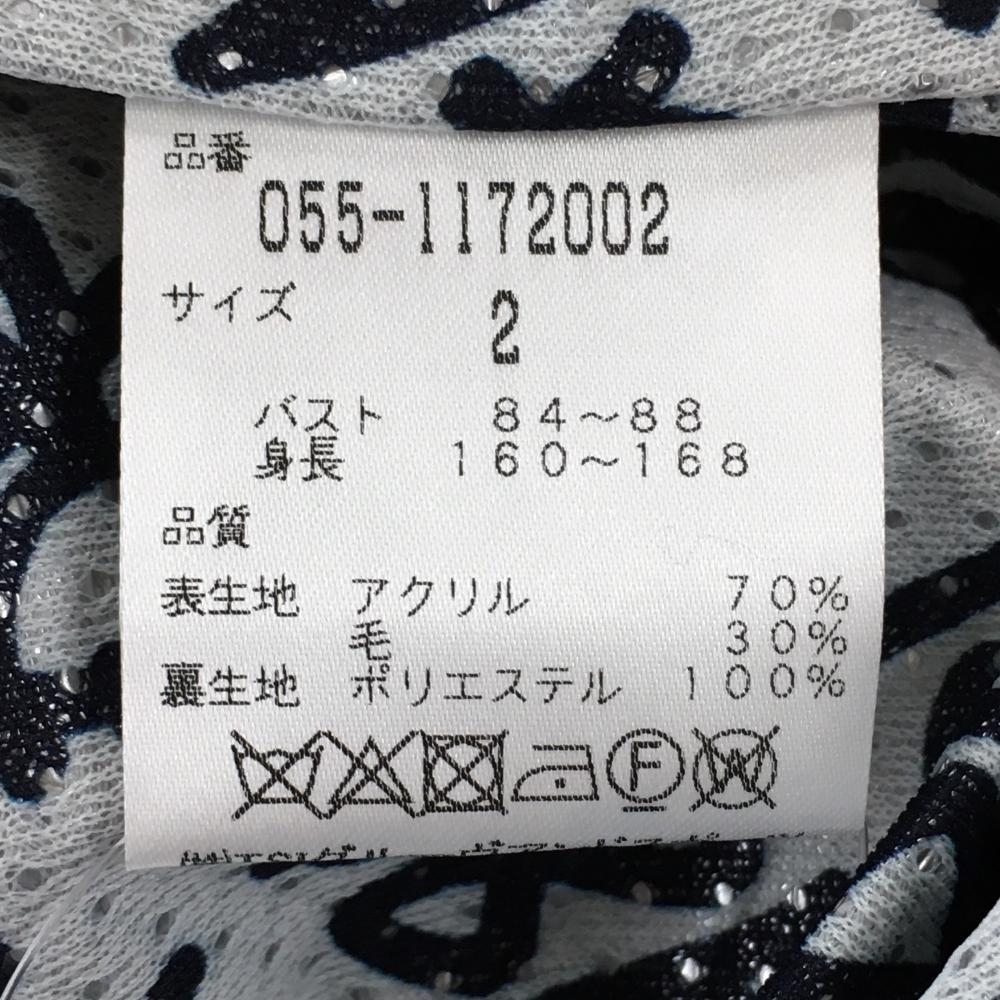 品番
055-1172002
サイズ
2
バスト 84～88
身長 160～168
品質
表生地 アクリル 70%
毛 30%
裏生地 ポリエステル 100%
F W